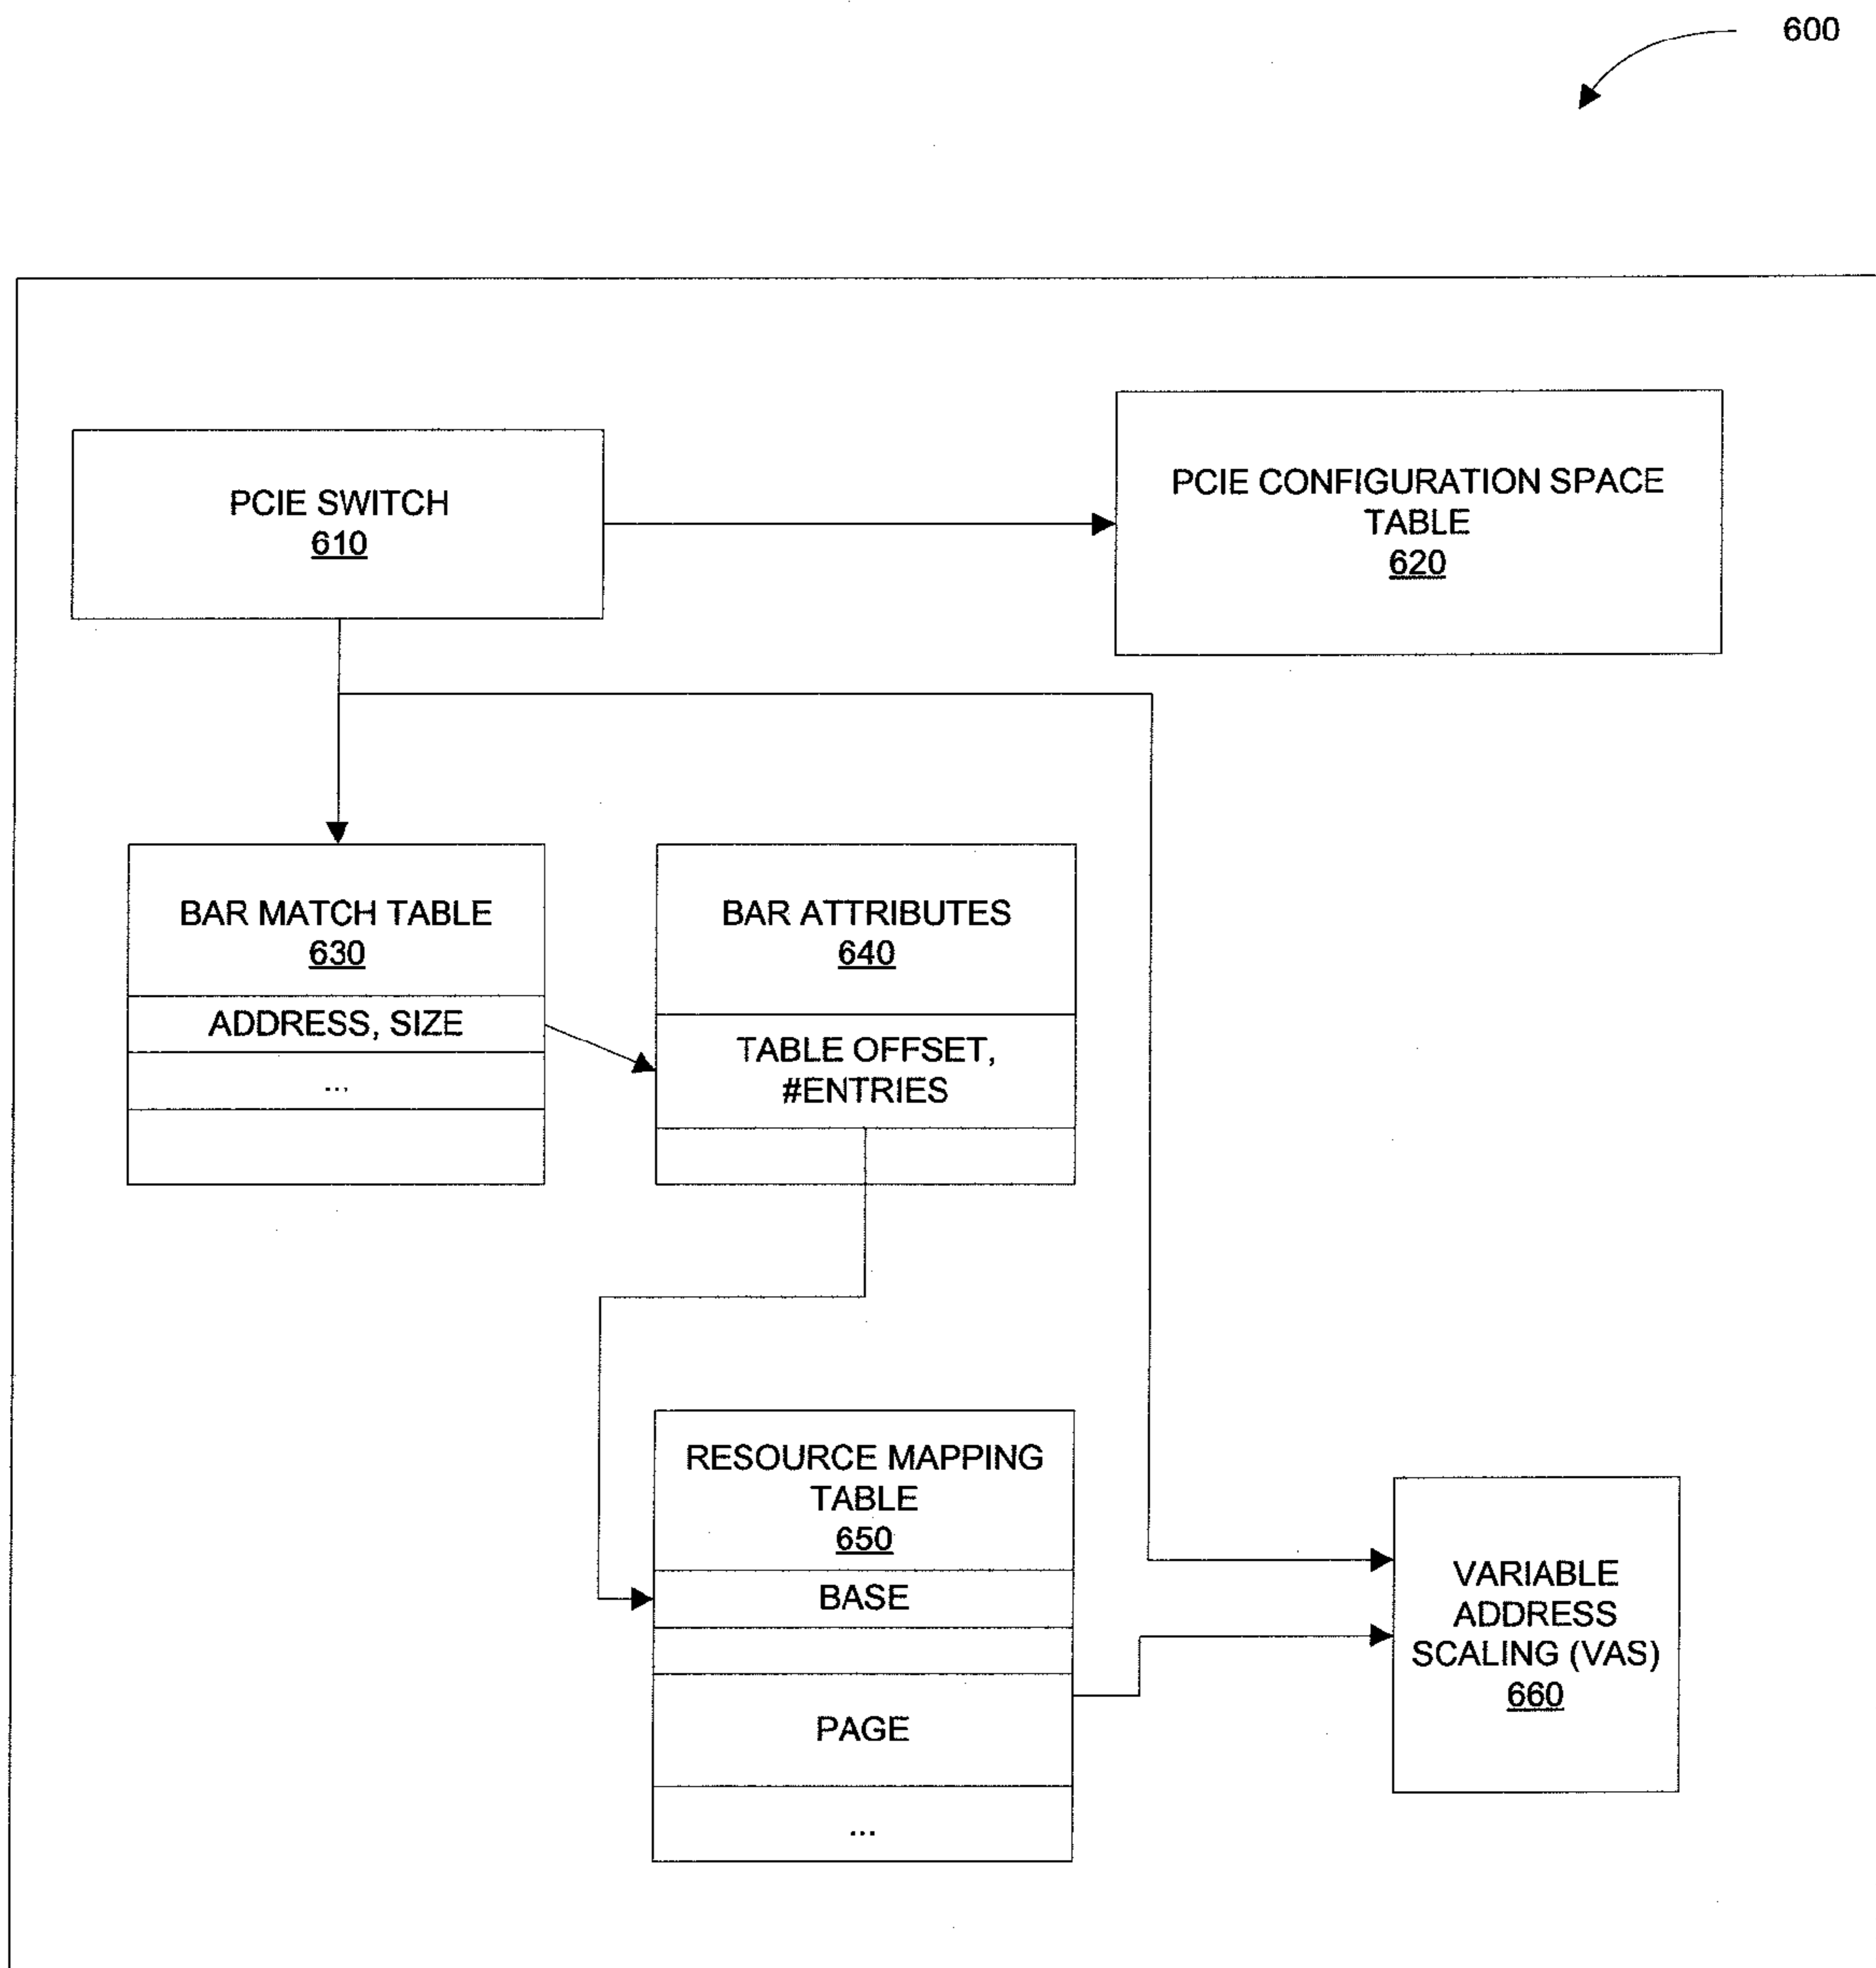 600
PCIE SWITCH
610
PCIE CONFIGURATION SPACE
TABLE
620
BAR MATCH TABLE
630
ADDRESS, SIZE
...
BAR ATTRIBUTES
640
TABLE OFFSET,
#ENTRIES
RESOURCE MAPPING
TABLE
650
BASE
PAGE
...
VARIABLE
ADDRESS
SCALING (VAS)
660